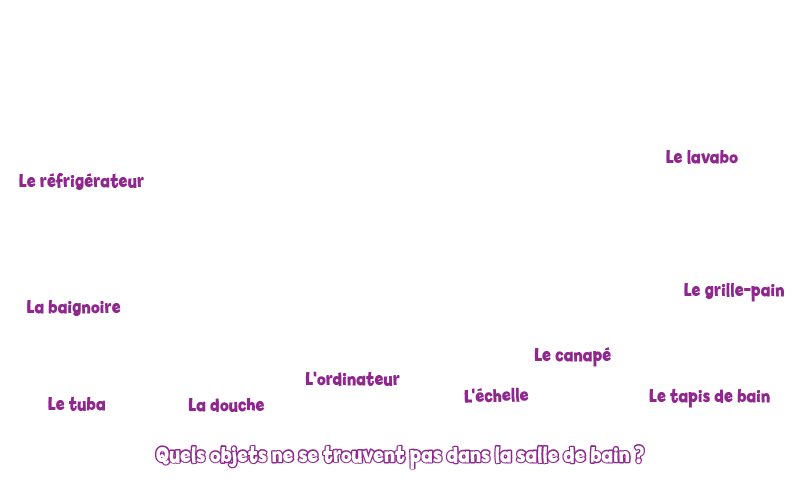 Le lavabo
Le réfrigérateur
Le grille-pain
La baignoire
Le canapé
L'ordinateur
L'échelle
Le tapis de bain
Le tuba
La douche
Quels objets ne se trouvent pas dans la salle de bain ?